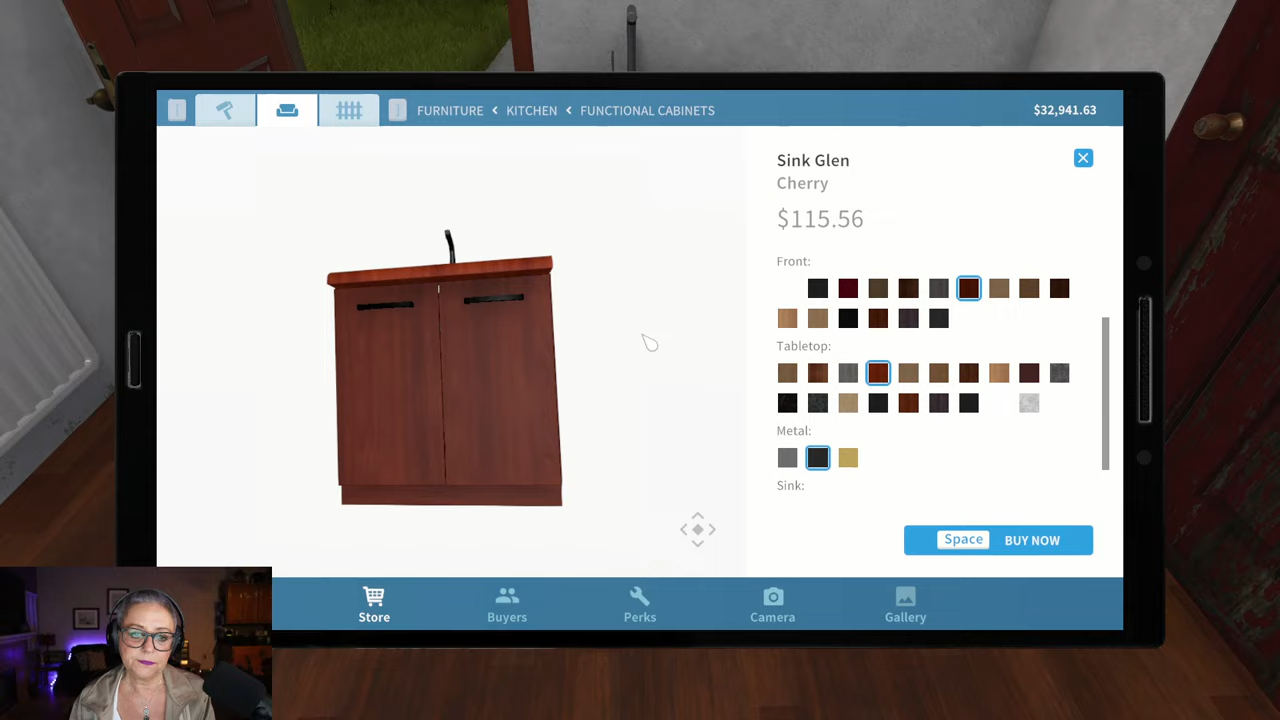 FURNITURE < KITCHEN < FUNCTIONAL CABINETS
$32,941.63
Sink Glen
Cherry
$115.56
Front:
Tabletop:
Metal:
Sink:
Space BUY NOW
Store
Buyers
Perks
Camera
Gallery